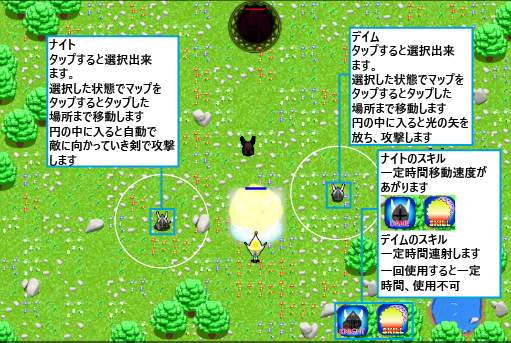 ナイト
タップすると選択出来
ます。
選択した状態でマップを
タップするとタップした
場所まで移動します
円の中に入ると自動で
敵に向かっていき剣で攻撃
します
デイム
タップすると選択出来
ます。
選択した状態でマップを
タップするとタップした
場所まで移動します
円の中に入ると光の矢を
放ち、攻撃します
ナイトのスキル
一定時間移動速度が
あがります
DAME
SKILL
デイムのスキル
一定時間連射します
一回使用すると一定
時間、使用不可
KNIGHT
SKILL